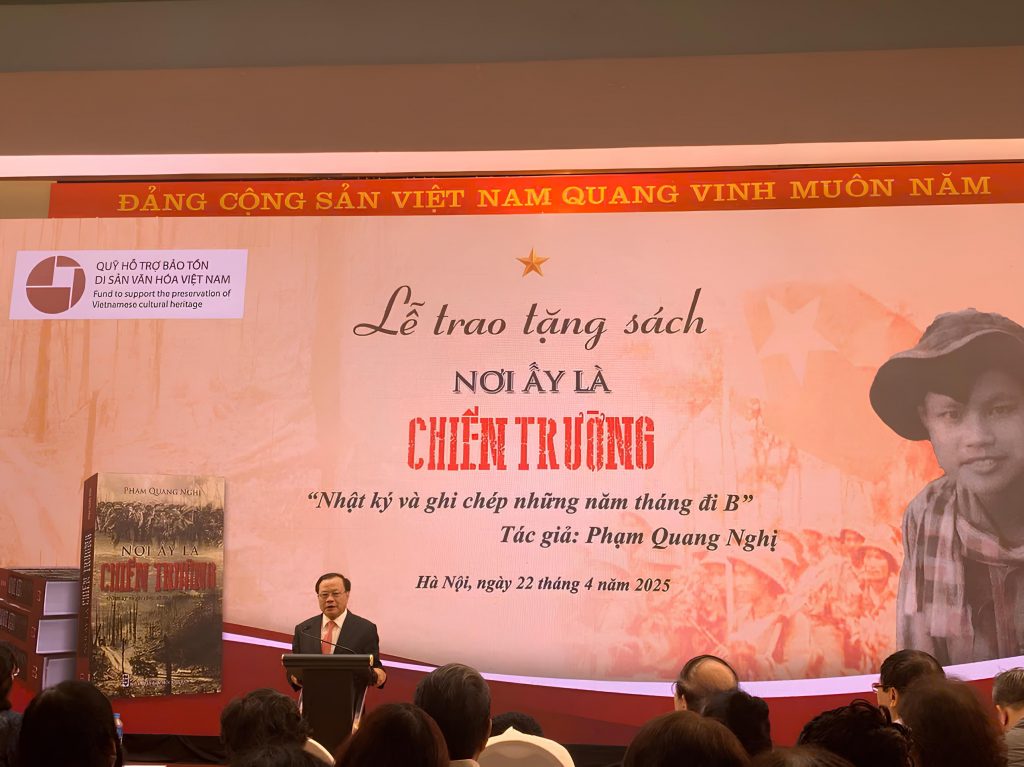 ĐẢNG CỘNG SẢN VIỆT NAM QUANG VINH MUÔN NĂM
QUỸ HỖ TRỢ BẢO TỒN
DI SẢN VĂN HÓA VIỆT NAM
Fund to support the preservation of
Vietnamese cultural heritage
Lễ trao tặng sách
NƠI ẤY LÀ
CHIẾN TRƯỜNG
“Nhật ký và ghi chép những năm tháng đi B”
Tác giả: Phạm Quang Nghị
Hà Nội, ngày 22 tháng 4 năm 2025
PHẠM QUANG NGHỊ
NƠI ẤY LÀ
CHIẾN TRƯỜNG